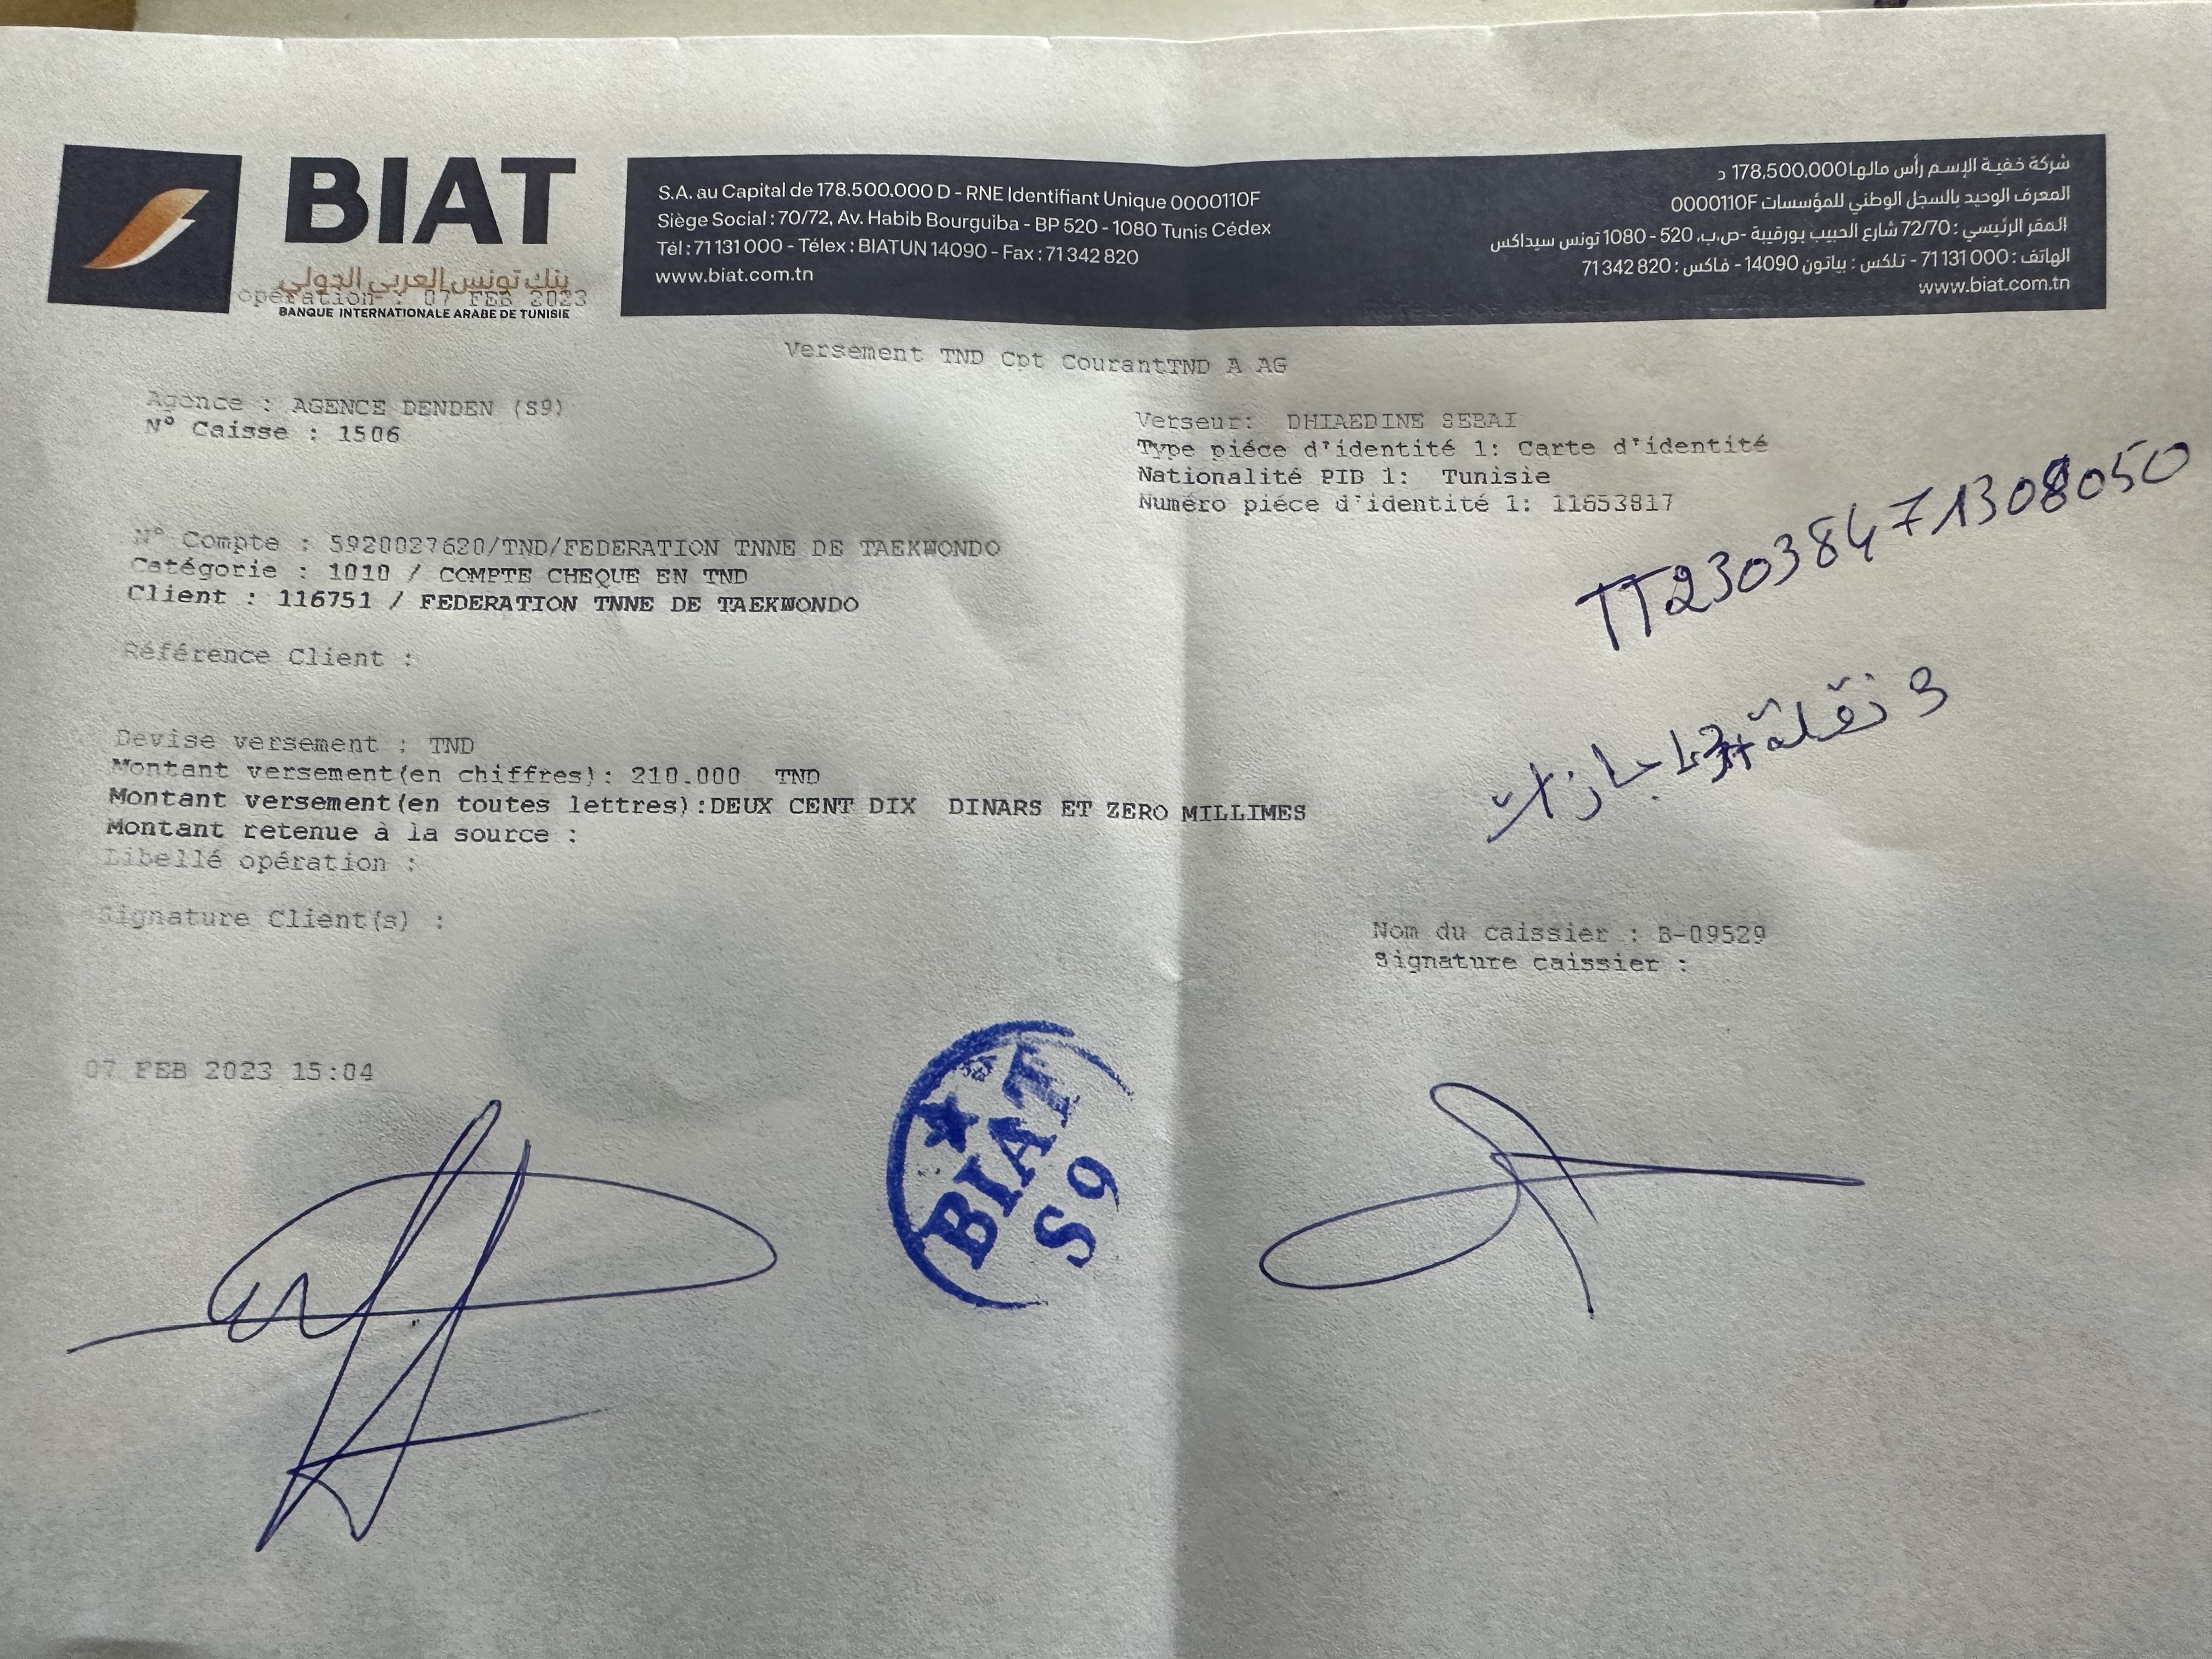 BIAT
بنك تونس العربي الدولي
opération : 07 FEB 2023
BANQUE INTERNATIONALE ARABE DE TUNISIE
S.A. au Capital de 178.500.000 D - RNE Identifiant Unique 0000110F
Siège Social : 70/72, Av. Habib Bourguiba - BP 520 - 1080 Tunis Cédex
Tél : 71 131 000 - Télex : BIATUN 14090 - Fax : 71 342 820
www.biat.com.tn
شركة خفية الإسم رأس مالها 178.500.000 د
المعرف الوحيد بالسجل الوطني للمؤسسات 0000110F
المقر الرئيسي : 72/70 شارع الحبيب بورقيبة -ص.ب. 520 - 1080 تونس سيداكس
الهاتف : 71 131 000 - تلكس : بياتون 14090 - فاكس : 71 342 820
www.biat.com.tn
Versement TND Cpt CourantTND A AG
Agence : AGENCE DENDEN (S9)
N° Caisse : 1506
Verseur: DHIAEDINE SEBAI
Type piéce d'identité 1: Carte d'identité
Nationalité PIB 1: Tunisie
Numéro piéce d'identité 1: 11653817
TT23038471308050
N° Compte : 5920027620/TND/FEDERATION TNNE DE TAEKWONDO
Catégorie : 1010 / COMPTE CHEQUE EN TND
Client : 116751 / FEDERATION TNNE DE TAEKWONDO
Référence Client :
3 نقلة + 13 جازات
Devise versement : TND
Montant versement(en chiffres): 210.000 TND
Montant versement(en toutes lettres):DEUX CENT DIX DINARS ET ZERO MILLIMES
Montant retenue à la source :
Libellé opération :
Signature Client(s) :
Nom du caissier : B-09529
Signature caissier :
07 FEB 2023 15:04
BIAT
S9